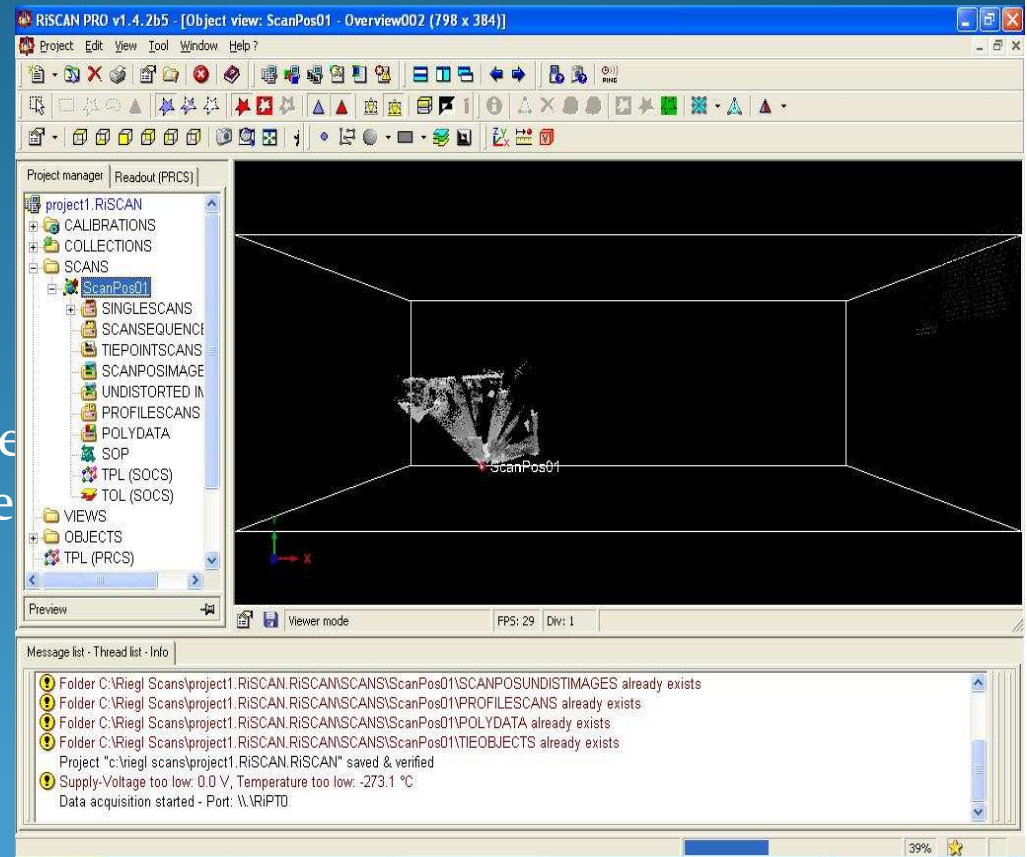 RiSCAN PRO v1.4.2b5 - [Object view: ScanPos01 - Overview002 (798 x 384)]
Project Edit View Tool Window Help ?
PING
Project manager Readout (PRCS)
project1.RiSCAN
CALIBRATIONS
COLLECTIONS
SCANS
ScanPos01
SINGLESCANS
SCANSEQUENCE
TIEPOINTSCANS
SCANPOSIMAGE
UNDISTORTED IN
PROFILESCANS
POLYDATA
SOP
TPL (SOCS)
TOL (SOCS)
VIEWS
OBJECTS
TPL (PRCS)
Preview
ScanPos01
Y
X
Viewer mode FPS: 29 Div: 1
Message list - Thread list - Info
Folder C:\Riegl Scans\project1.RiSCAN.RiSCAN\SCANS\ScanPos01\SCANPOSUNDISTIMAGES already exists
Folder C:\Riegl Scans\project1.RiSCAN.RiSCAN\SCANS\ScanPos01\PROFILESCANS already exists
Folder C:\Riegl Scans\project1.RiSCAN.RiSCAN\SCANS\ScanPos01\POLYDATA already exists
Folder C:\Riegl Scans\project1.RiSCAN.RiSCAN\SCANS\ScanPos01\TIEOBJECTS already exists
Project "c:\riegl scans\project1.RiSCAN.RiSCAN" saved & verified
Supply-Voltage too low: 0.0 V, Temperature too low: -273.1 °C
Data acquisition started - Port: \\.\RiPT0
39%
e
e